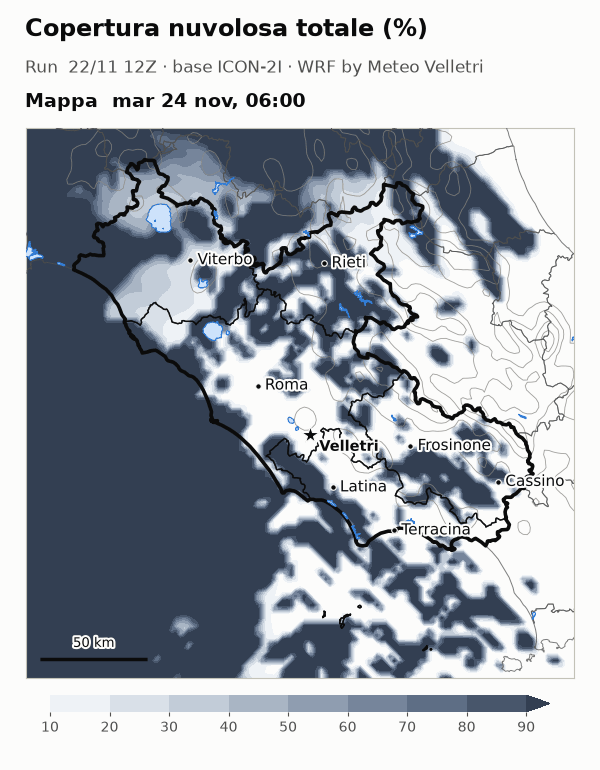 Copertura nuvolosa totale (%)
Run  22/11 12Z · base ICON-2I · WRF by Meteo Velletri
Mappa  mar 24 nov, 06:00
Viterbo
Rieti
Roma
Velletri
Frosinone
Cassino
Latina
Terracina
50 km
10 20 30 40 50 60 70 80 90